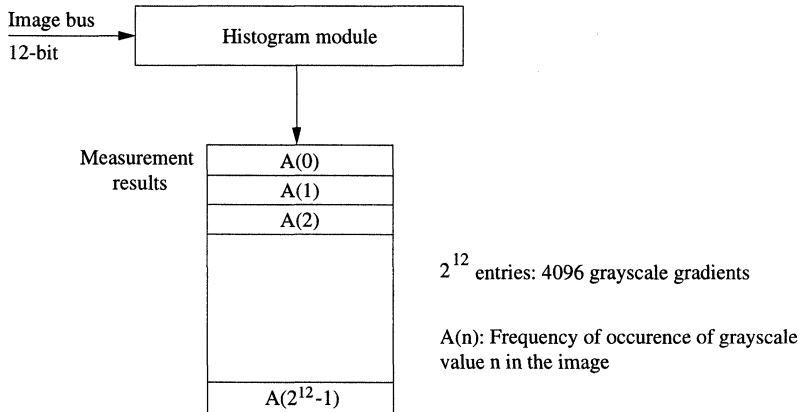 Image bus
12-bit
Histogram module
Measurement
results
A(0)
A(1)
A(2)
2^12 entries: 4096 grayscale gradients
A(n): Frequency of occurence of grayscale
value n in the image
A(2^12-1)